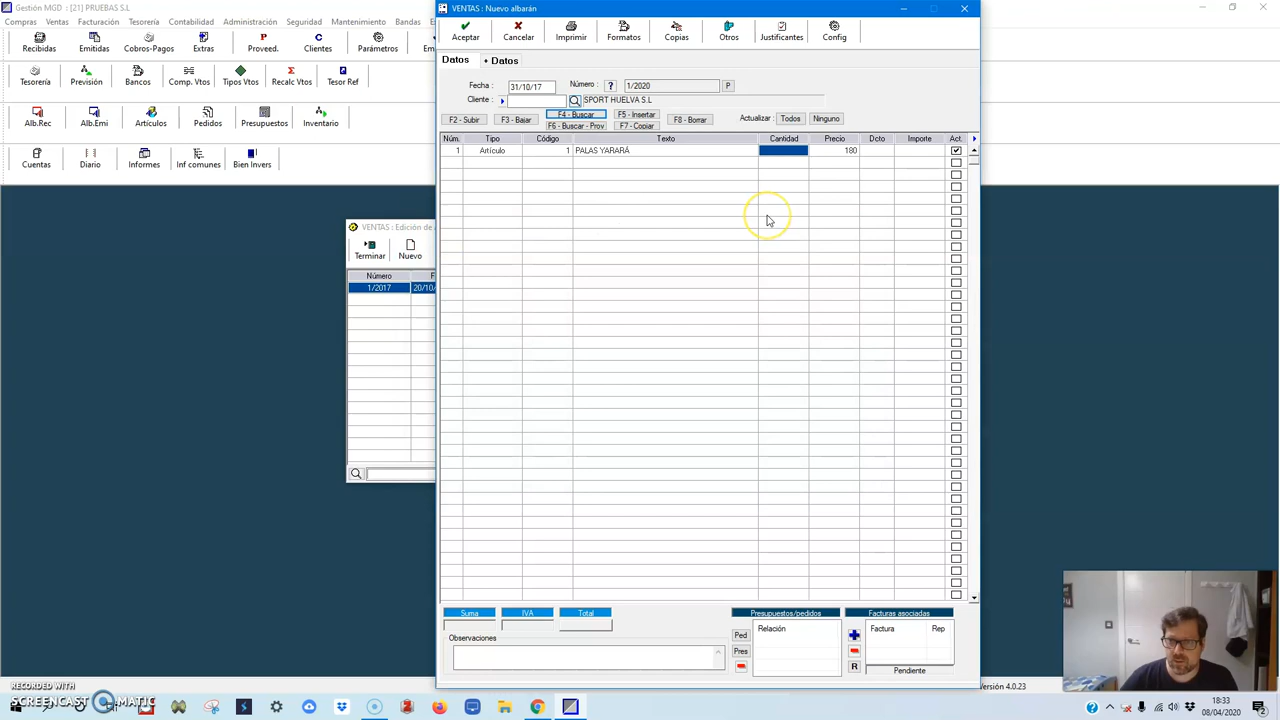 Gestión MGD : [21] PRUEBAS S.L
Compras Ventas Facturación Tesorería Contabilidad Administración Seguridad Mantenimiento Bandas
Recibidas Emitidas Cobros-Pagos Extras Proveed. Clientes Parámetros
Tesorería Previsión Bancos Comp. Vtos Tipos Vtos Recalc Vtos Tesor Ref
Alb.Rec Alb.Emi Artículos Pedidos Presupuestos Inventario
Cuentas Diario Informes Inf comunes Bien Invers
VENTAS: Edición de
Terminar Nuevo
Número
1/2017 20/10/
VENTAS: Nuevo albarán
Aceptar Cancelar Imprimir Formatos Copias Otros Justificantes Config
Datos + Datos
Fecha : 31/10/17 Número : ? 1/2020 P
Cliente : SPORT HUELVA S.L
F2 - Subir F3 - Bajar F4 - Buscar F5 - Insertar F8 - Borrar Actualizar : Todos Ninguno
F6 - Buscar - Prov F7 - Copiar
Núm. Tipo Código Texto Cantidad Precio Dcto Importe Act.
1 Artículo 1 PALAS YARARÁ 180
Suma IVA Total Presupuestos/pedidos Facturas asociadas
Observaciones
Ped Relación Factura Rep
Pres
R Pendiente
RECORDED WITH
SCREENCAST MATIC
Versión 4.0.23
18:33
08/04/2020